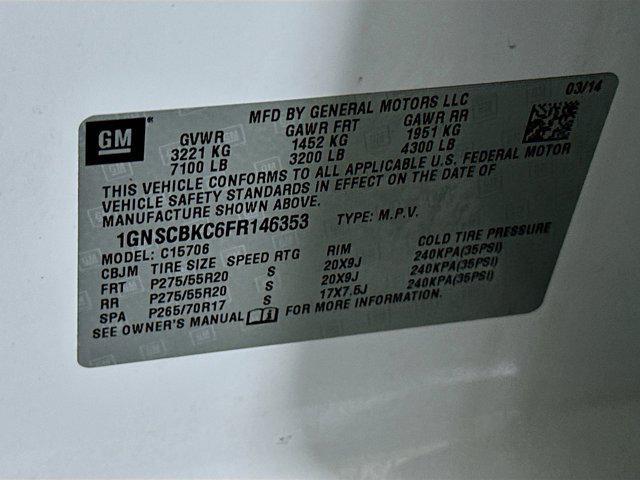 MFD BY GENERAL MOTORS LLC 03/14
GM GVWR GAWR FRT GAWR RR
3221 KG 1452 KG 1951 KG
7100 LB 3200 LB 4300 LB
THIS VEHICLE CONFORMS TO ALL APPLICABLE U.S. FEDERAL MOTOR
VEHICLE SAFETY STANDARDS IN EFFECT ON THE DATE OF
MANUFACTURE SHOWN ABOVE.
1GNSCBKC6FR146353 TYPE: M.P.V.
MODEL: C15706
CBJM TIRE SIZE SPEED RTG RIM COLD TIRE PRESSURE
FRT P275/55R20 S 20X9J 240KPA(35PSI)
RR P275/55R20 S 20X9J 240KPA(35PSI)
SPA P265/70R17 S 17X7.5J 240KPA(35PSI)
SEE OWNER'S MANUAL FOR MORE INFORMATION.